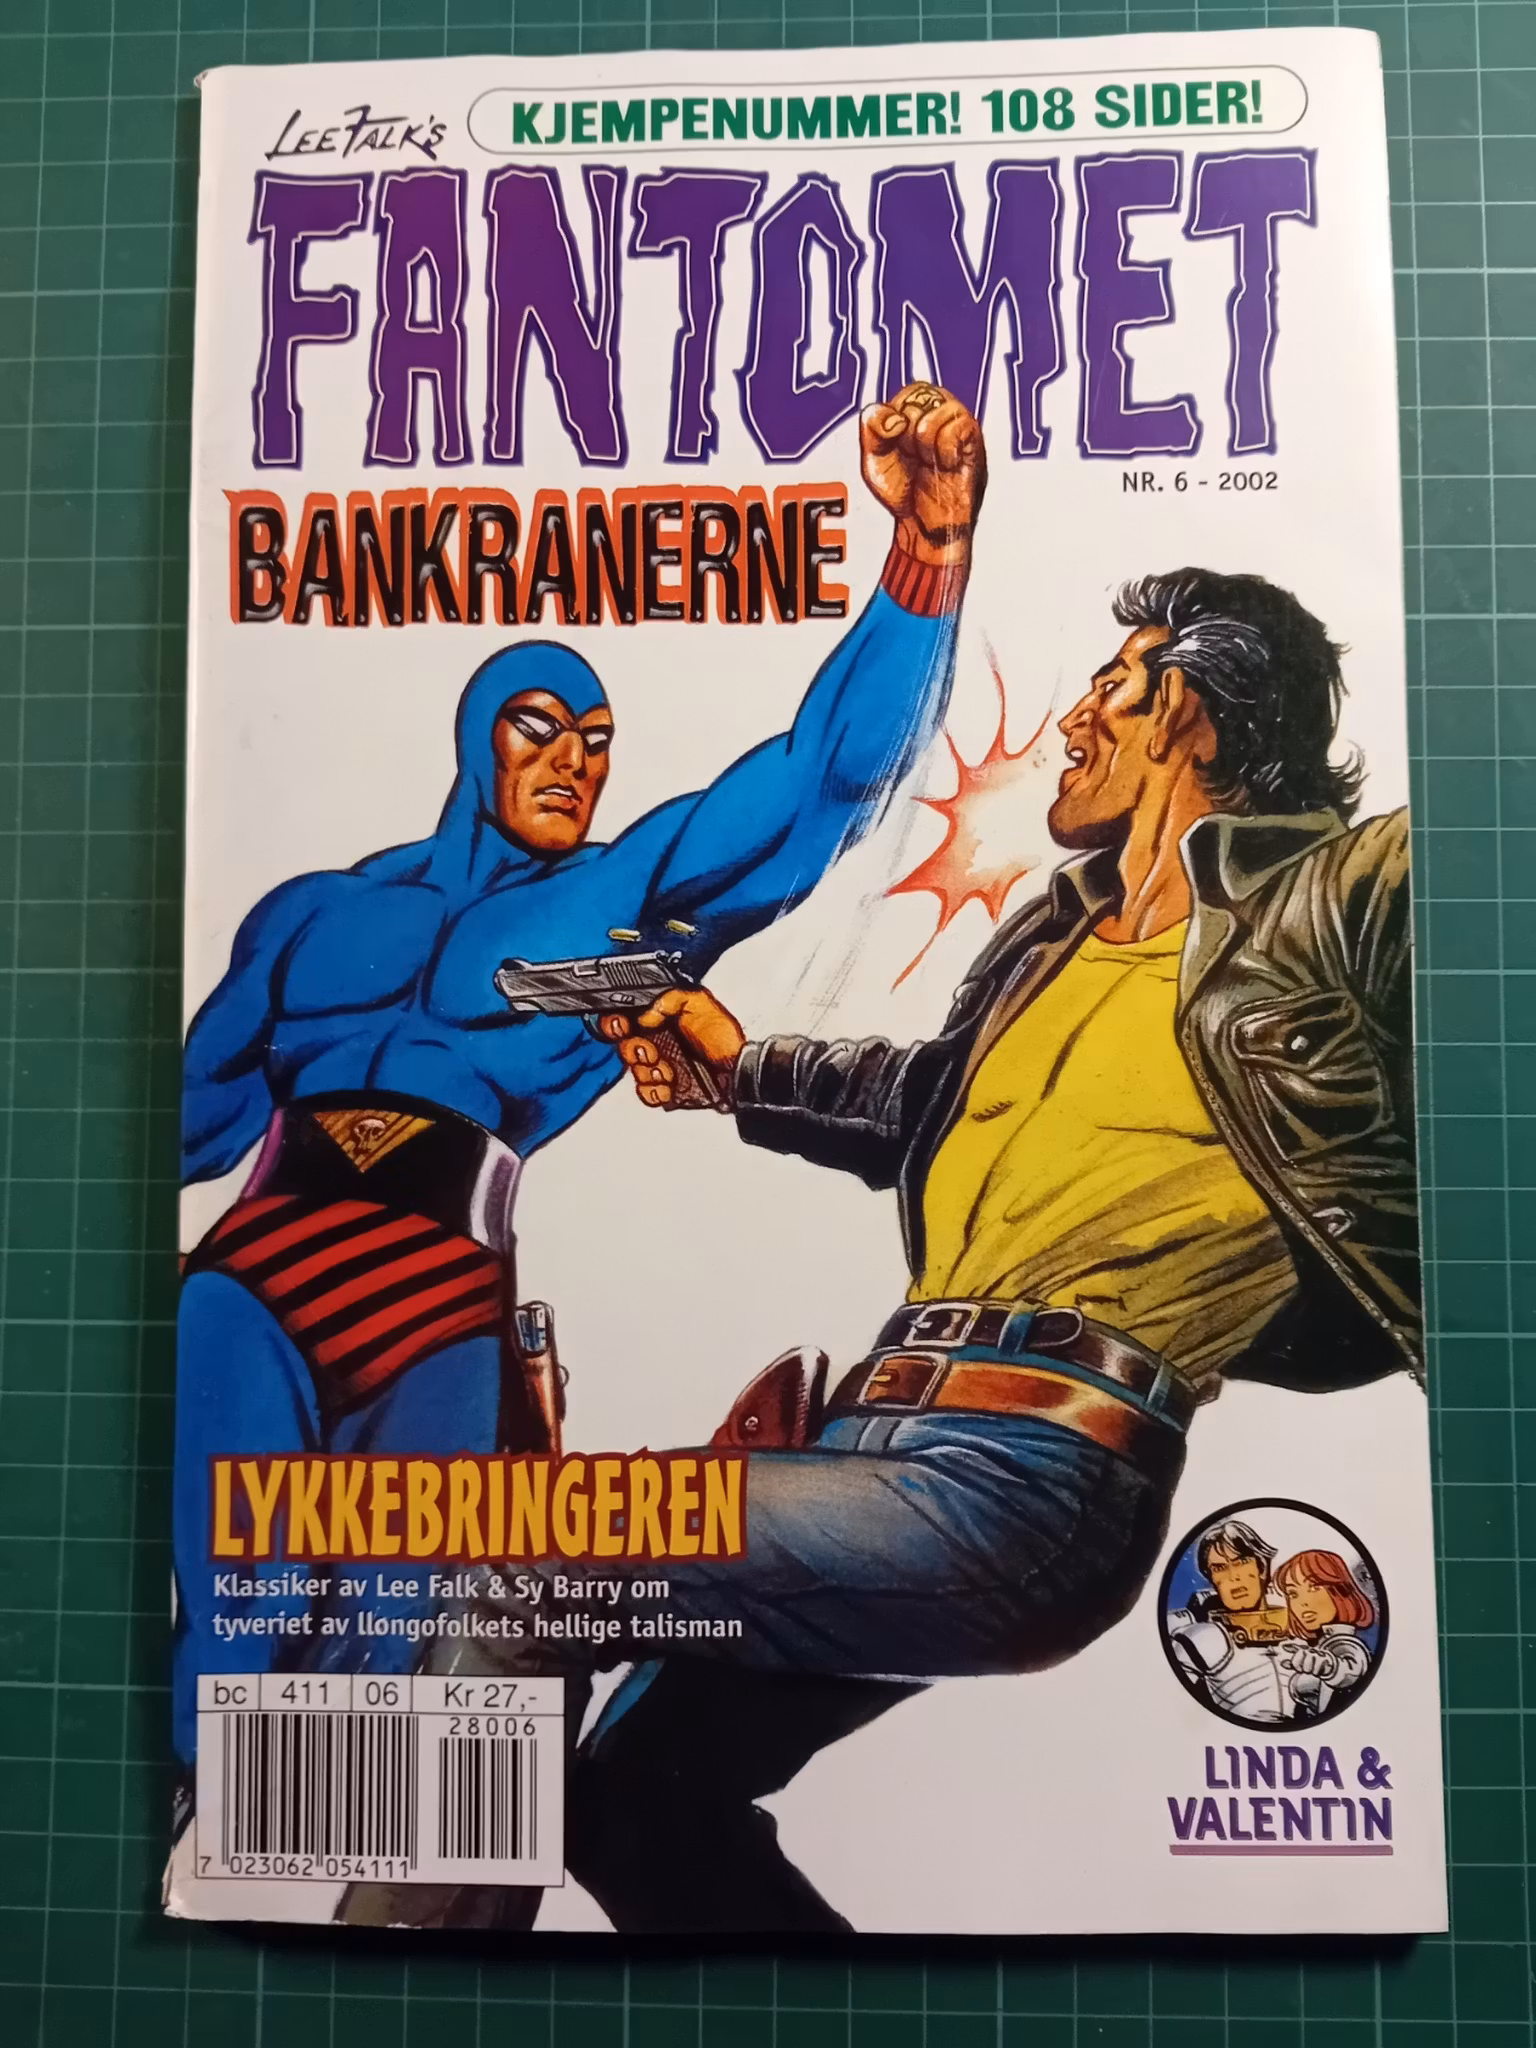 LEE FALK'S
KJEMPENUMMER! 108 SIDER!
FANTOMET
NR. 6 - 2002
BANKRANERNE
LYKKEBRINGEREN
Klassiker av Lee Falk & Sy Barry om
tyveriet av llongofolkets hellige talisman
bc 411 06 Kr 27,-
28006
7 023062 054111
LINDA &
VALENTIN